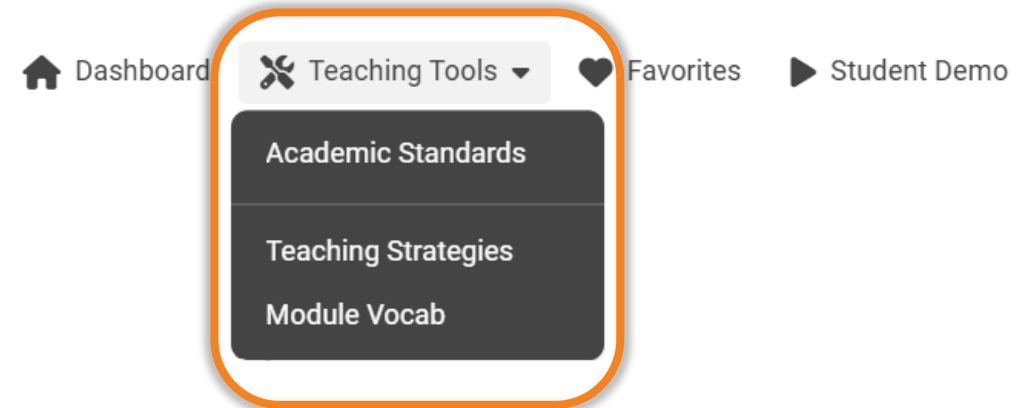 Dashboard Teaching Tools Favorites Student Demo
Academic Standards
Teaching Strategies
Module Vocab